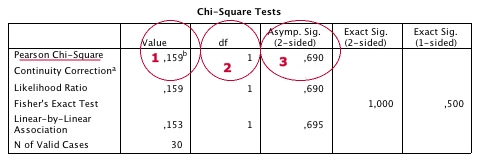 Chi-Square Tests
Value df Asymp. Sig. (2-sided) Exact Sig. (2-sided) Exact Sig. (1-sided)
Pearson Chi-Square 1 ,159b 1 3 ,690
Continuity Correctiona 2
Likelihood Ratio ,159 1 ,690
Fisher's Exact Test 1,000 ,500
Linear-by-Linear Association ,153 1 ,695
N of Valid Cases 30